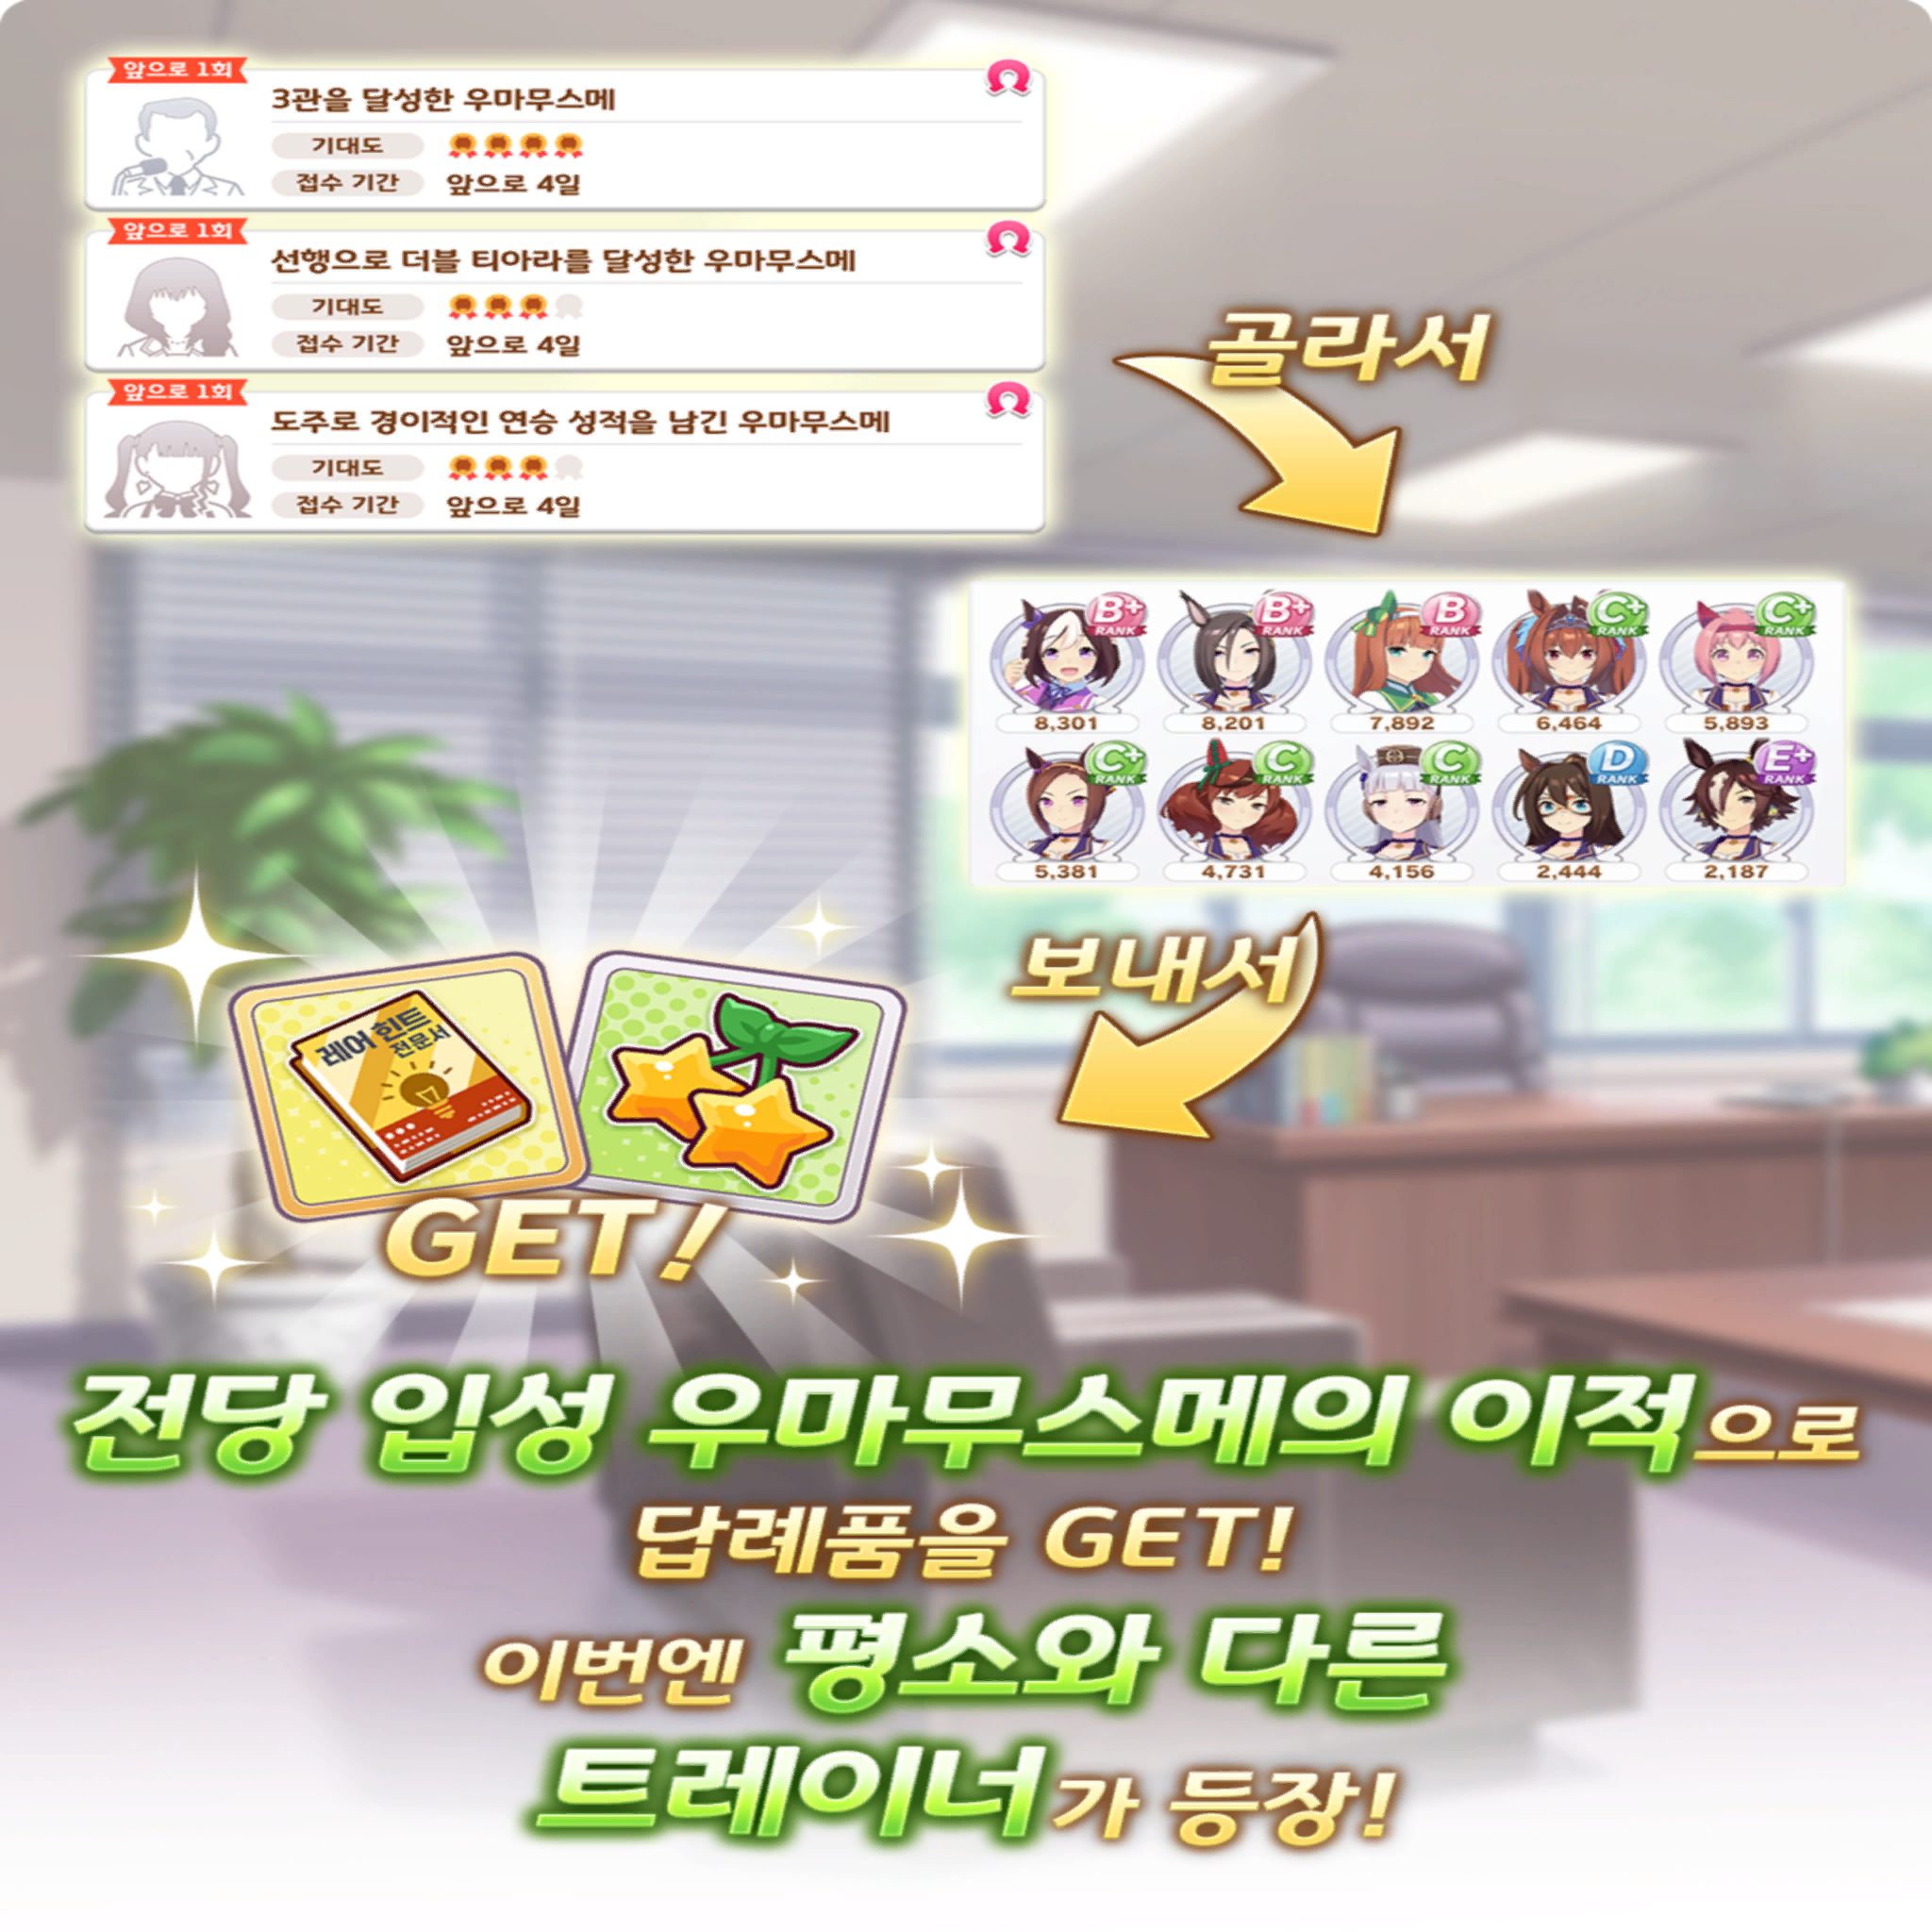 앞으로 1회
3관을 달성한 우마무스메
기대도
접수 기간 앞으로 4일
앞으로 1회
선행으로 더블 티아라를 달성한 우마무스메
기대도
접수 기간 앞으로 4일
앞으로 1회
도주로 경이적인 연승 성적을 남긴 우마무스메
기대도
접수 기간 앞으로 4일
골라서
B+ RANK B+ RANK B RANK C+ RANK C+ RANK
8,301 8,201 7,892 6,464 5,893
C+ RANK C RANK C RANK D RANK E+ RANK
5,381 4,731 4,156 2,444 2,187
보내서
레어 힌트
전문서
GET!
전당 입성 우마무스메의 이적으로
답례품을 GET!
이번엔 평소와 다른
트레이너가 등장!